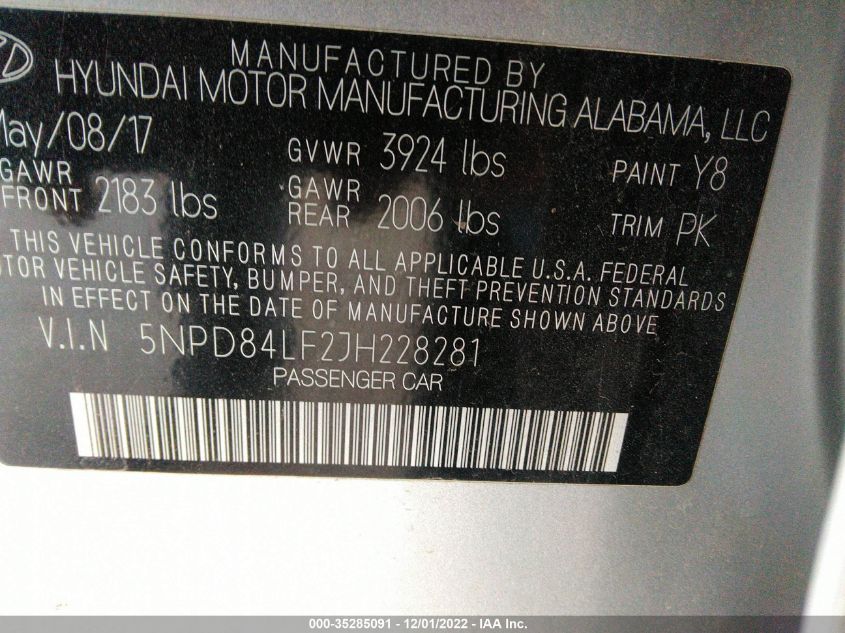 MANUFACTURED BY
HYUNDAI MOTOR MANUFACTURING ALABAMA, LLC
May/08/17 GVWR 3924 lbs PAINT Y8
GAWR FRONT 2183 lbs GAWR REAR 2006 lbs TRIM PK
THIS VEHICLE CONFORMS TO ALL APPLICABLE U.S.A. FEDERAL
MOTOR VEHICLE SAFETY, BUMPER, AND THEFT PREVENTION STANDARDS
IN EFFECT ON THE DATE OF MANUFACTURE SHOWN ABOVE
V.I.N 5NPD84LF2JH228281
PASSENGER CAR
000-35285091 - 12/01/2022 - IAA Inc.